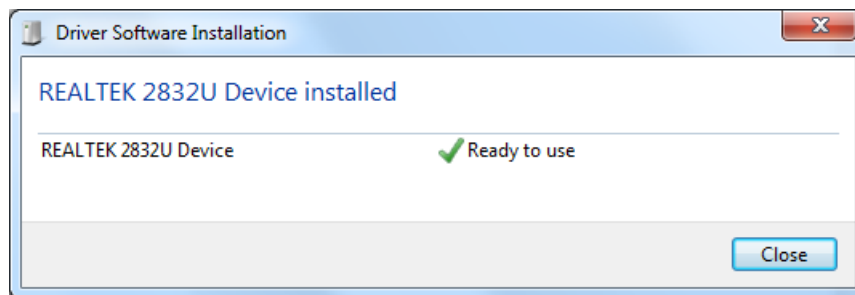 Driver Software Installation
REALTEK 2832U Device installed
REALTEK 2832U Device Ready to use
Close